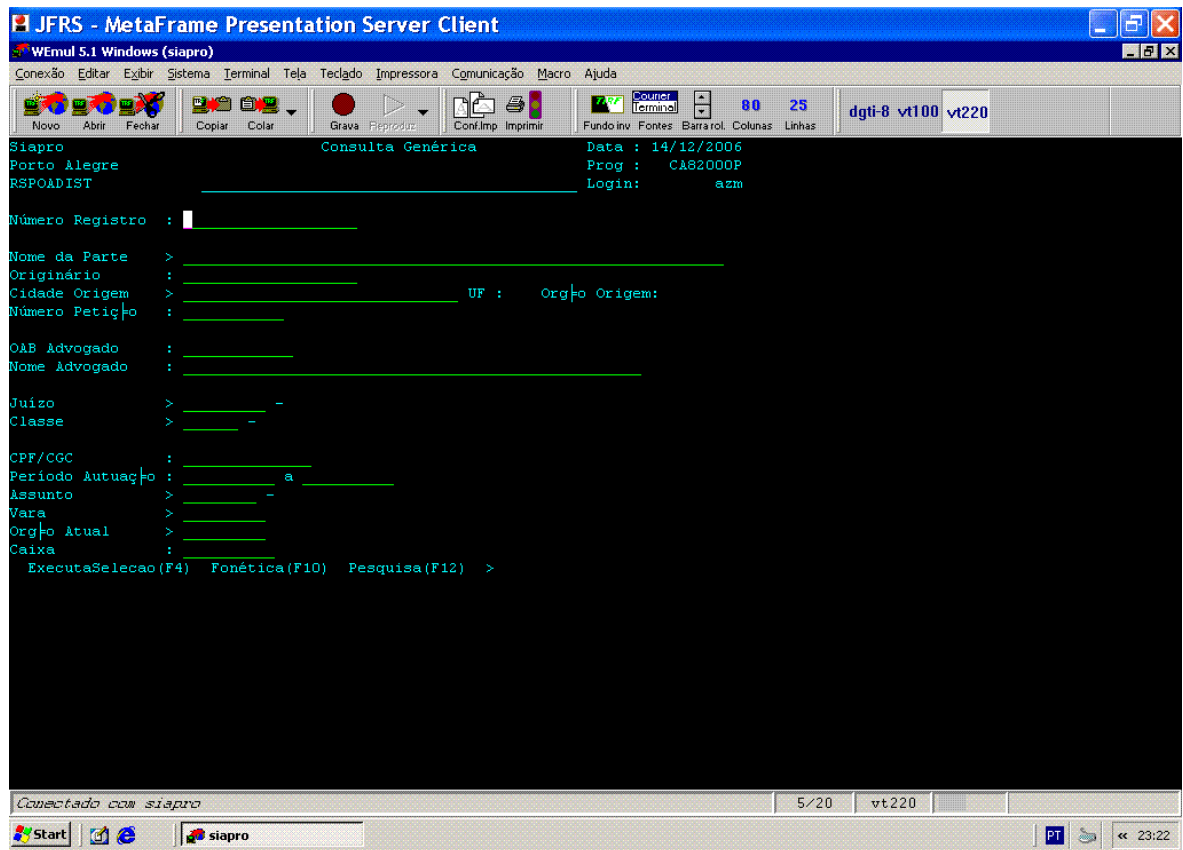 JFRS - MetaFrame Presentation Server Client
WEmul 5.1 Windows (siapro)
Conexão Editar Exibir Sistema Terminal Tela Teclado Impressora Comunicação Macro Ajuda
Courier
Terminal
80 25
dgti-8 vt100 vt220
Novo Abrir Fechar Copiar Colar Grava Reproduz Conf.Imp Imprimir Fundo inv Fontes Barra rol. Colunas Linhas
Siapro Consulta Genérica Data : 14/12/2006
Porto Alegre Prog : CA82000P
RSPOADIST Login: azm
Número Registro :
Nome da Parte >
Originário :
Cidade Origem > UF : Org╞o Origem:
Número Petiç╞o :
OAB Advogado :
Nome Advogado :
Juízo > -
Classe > -
CPF/CGC :
Período Autuaç╞o : a
Assunto > -
Vara >
Org╞o Atual >
Caixa :
ExecutaSelecao(F4) Fonética(F10) Pesquisa(F12) >
Conectado com siapro 5/20 vt220
Start siapro PT « 23:22